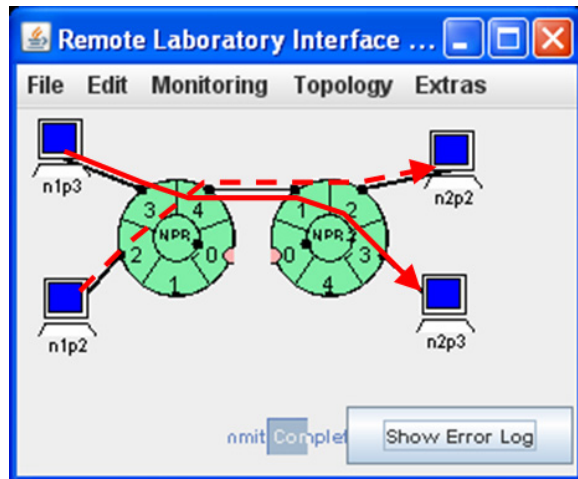 Remote Laboratory Interface ...
File Edit Monitoring Topology Extras
n1p3
n2p2
3 4
1 2
NPR
NPR
2 0
0 3
1
4
n1p2
n2p3
Complet
Show Error Log